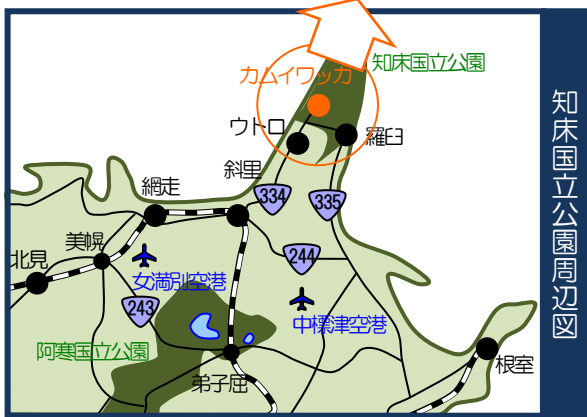 知床国立公園周辺図
カムイワッカ
知床国立公園
ウトロ
羅臼
斜里
334
335
網走
美幌
北見
244
女満別空港
243
中標津空港
阿寒国立公園
弟子屈
根室